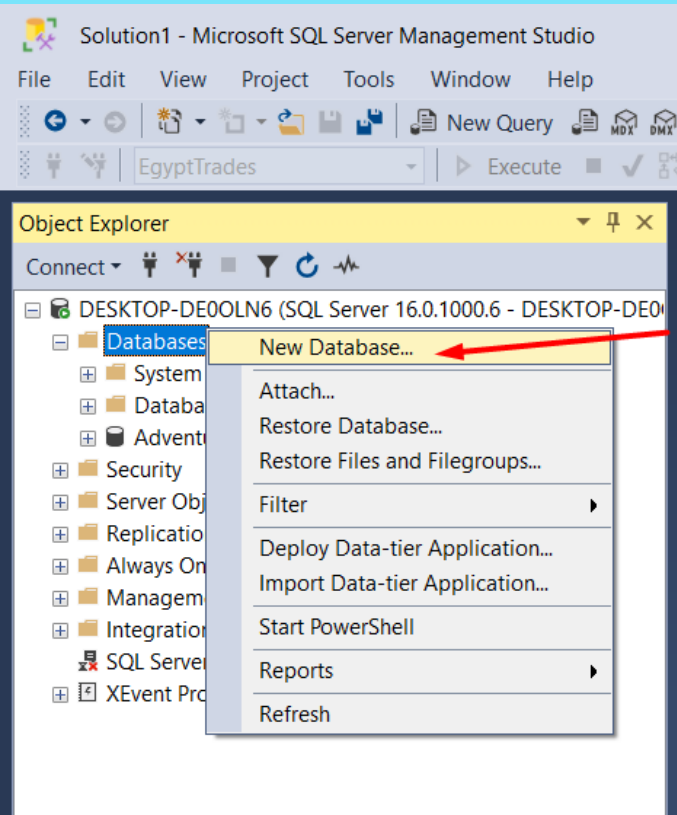 Solution1 - Microsoft SQL Server Management Studio
File Edit View Project Tools Window Help
New Query MDX DMX
EgyptTrades Execute
Object Explorer
Connect
DESKTOP-DE0OLN6 (SQL Server 16.0.1000.6 - DESKTOP-DE0
Databases
System
Databa
Advent
Security
Server Obj
Replicatio
Always On
Managem
Integration
SQL Server
XEvent Pro
New Database...
Attach...
Restore Database...
Restore Files and Filegroups...
Filter
Deploy Data-tier Application...
Import Data-tier Application...
Start PowerShell
Reports
Refresh